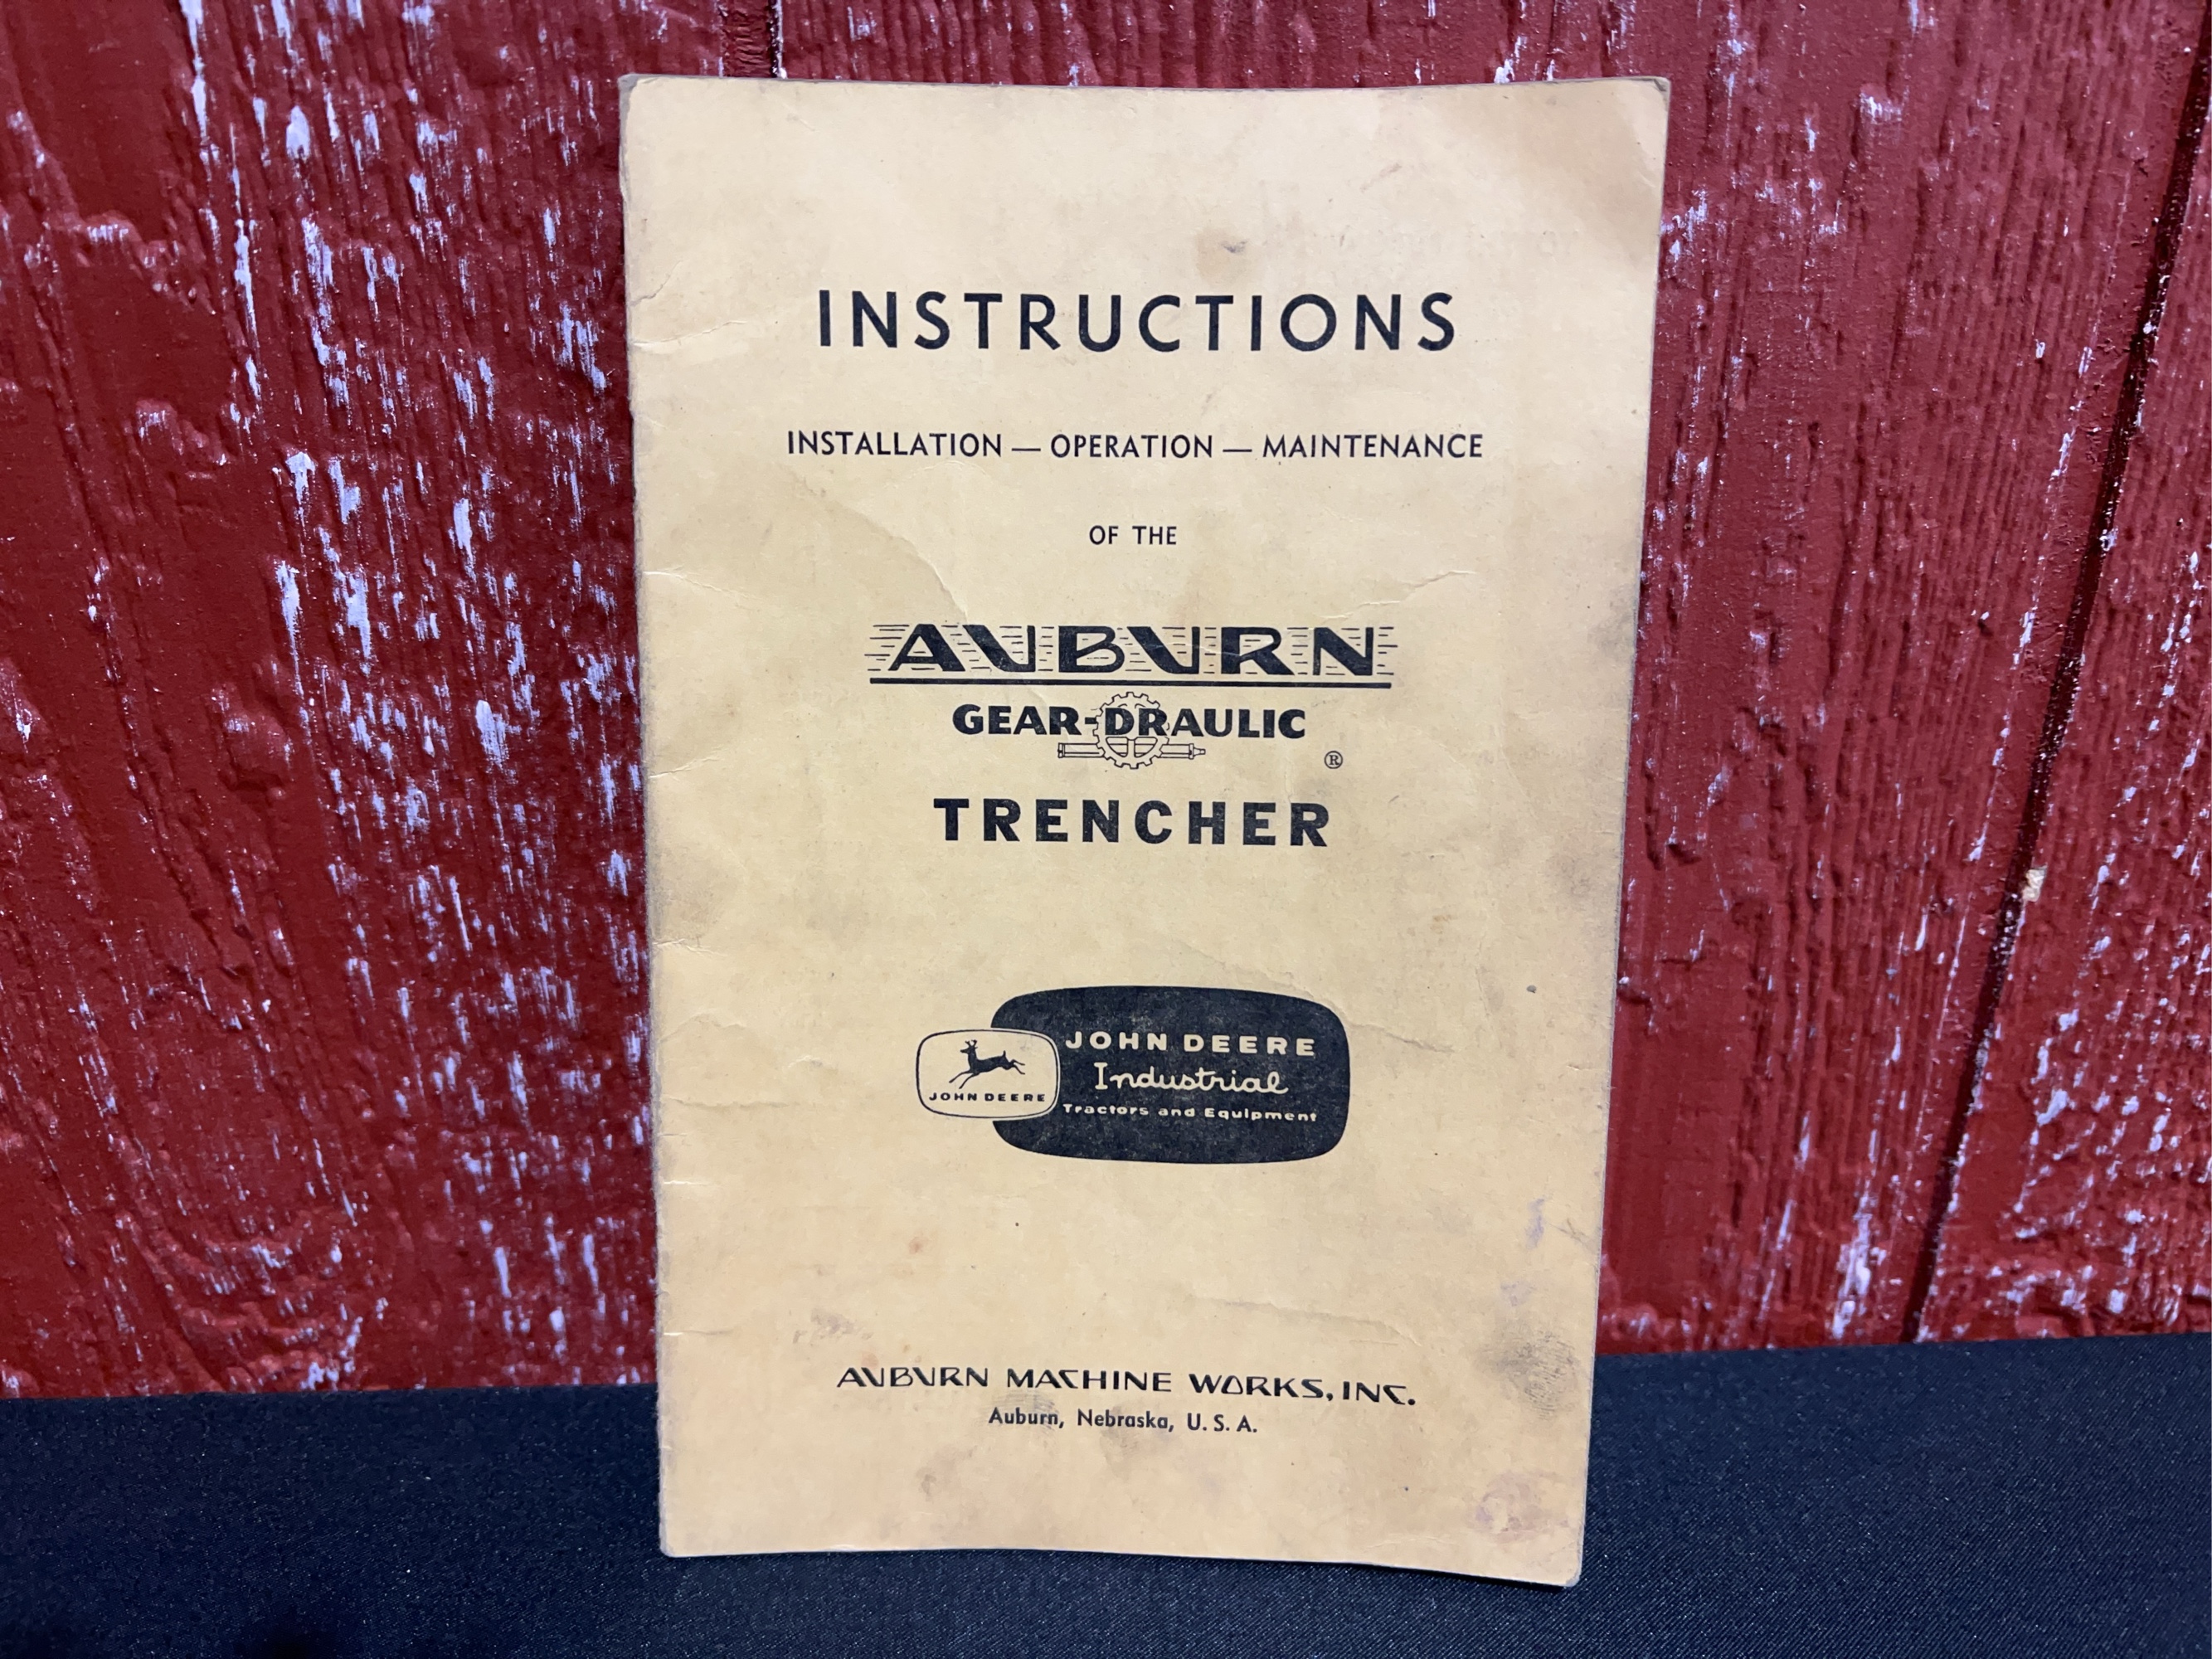 INSTRUCTIONS
INSTALLATION — OPERATION — MAINTENANCE
OF THE
AUBURN
GEAR-DRAULIC
®
TRENCHER
JOHN DEERE
JOHN DEERE
Industrial
Tractors and Equipment
AUBURN MACHINE WORKS, INC.
Auburn, Nebraska, U. S. A.